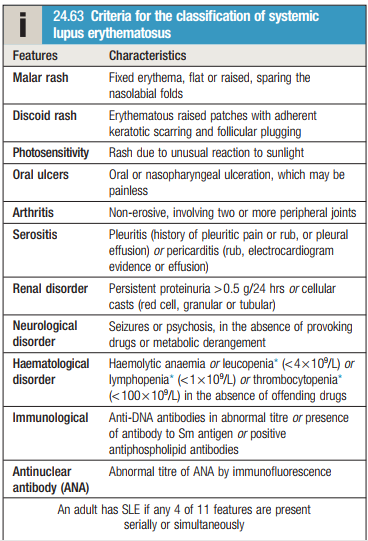 i
24.63 Criteria for the classification of systemic
lupus erythematosus
Features Characteristics
Malar rash Fixed erythema, flat or raised, sparing the
nasolabial folds
Discoid rash Erythematous raised patches with adherent
keratotic scarring and follicular plugging
Photosensitivity Rash due to unusual reaction to sunlight
Oral ulcers Oral or nasopharyngeal ulceration, which may be
painless
Arthritis Non-erosive, involving two or more peripheral joints
Serositis Pleuritis (history of pleuritic pain or rub, or pleural
effusion) or pericarditis (rub, electrocardiogram
evidence or effusion)
Renal disorder Persistent proteinuria >0.5 g/24 hrs or cellular
casts (red cell, granular or tubular)
Neurological Seizures or psychosis, in the absence of provoking
disorder drugs or metabolic derangement
Haematological Haemolytic anaemia or leucopenia* (<4×10⁹/L) or
disorder lymphopenia* (<1×10⁹/L) or thrombocytopenia*
(<100×10⁹/L) in the absence of offending drugs
Immunological Anti-DNA antibodies in abnormal titre or presence
of antibody to Sm antigen or positive
antiphospholipid antibodies
Antinuclear Abnormal titre of ANA by immunofluorescence
antibody (ANA)
An adult has SLE if any 4 of 11 features are present
serially or simultaneously